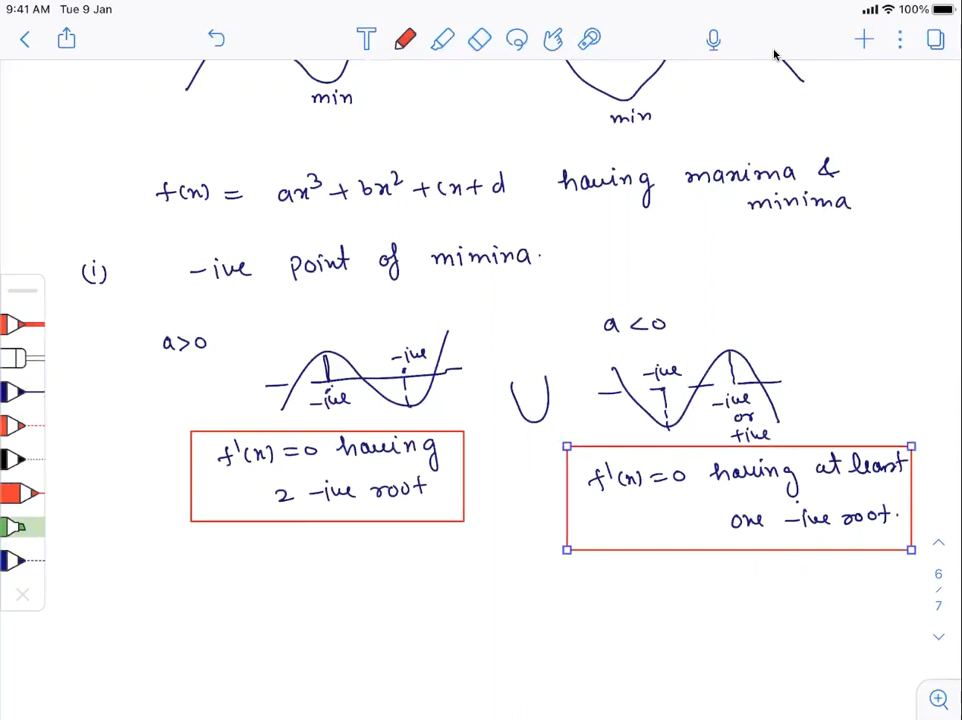 9:41 AM Tue 9 Jan
100%
T
min
min
f(x) = ax³ + bx² + cx + d having maxima &
minima
(i) -ive point of mimina.
a>0
a <0
-ive
-ive
-ive
-ive
or
+ive
U
f'(x) = 0 having
2 -ive root
f'(x) = 0 having at least
one -ive root.
6
/
7